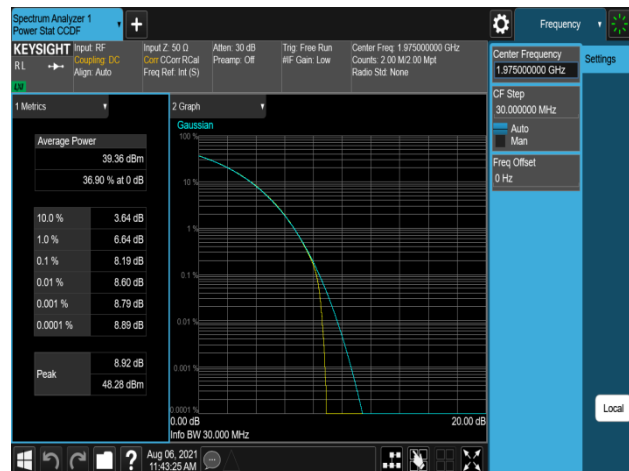 Spectrum Analyzer 1
Power Stat CCDF
+
Frequency
KEYSIGHT
Input: RF
Coupling: DC
Align: Auto
Input Z: 50 Ω
Corr CCorr RCal
Freq Ref: Int (S)
Atten: 30 dB
Preamp: Off
Trig: Free Run
#IF Gain: Low
Center Freq: 1.975000000 GHz
Counts: 2.00 M/2.00 Mpt
Radio Std: None
RL
LXI
Center Frequency
1.975000000 GHz
Settings
CF Step
30.000000 MHz
Auto
Man
Freq Offset
0 Hz
1 Metrics
2 Graph
Average Power
39.36 dBm
36.90 % at 0 dB
10.0 % 3.64 dB
1.0 % 6.64 dB
0.1 % 8.19 dB
0.01 % 8.60 dB
0.001 % 8.79 dB
0.0001 % 8.89 dB
Peak
8.92 dB
48.28 dBm
Gaussian
100 %
10 %
1 %
0.1 %
0.01 %
0.001 %
0.0001 %
0.00 dB
20.00 dB
Info BW 30.000 MHz
Local
?
Aug 06, 2021
11:43:25 AM